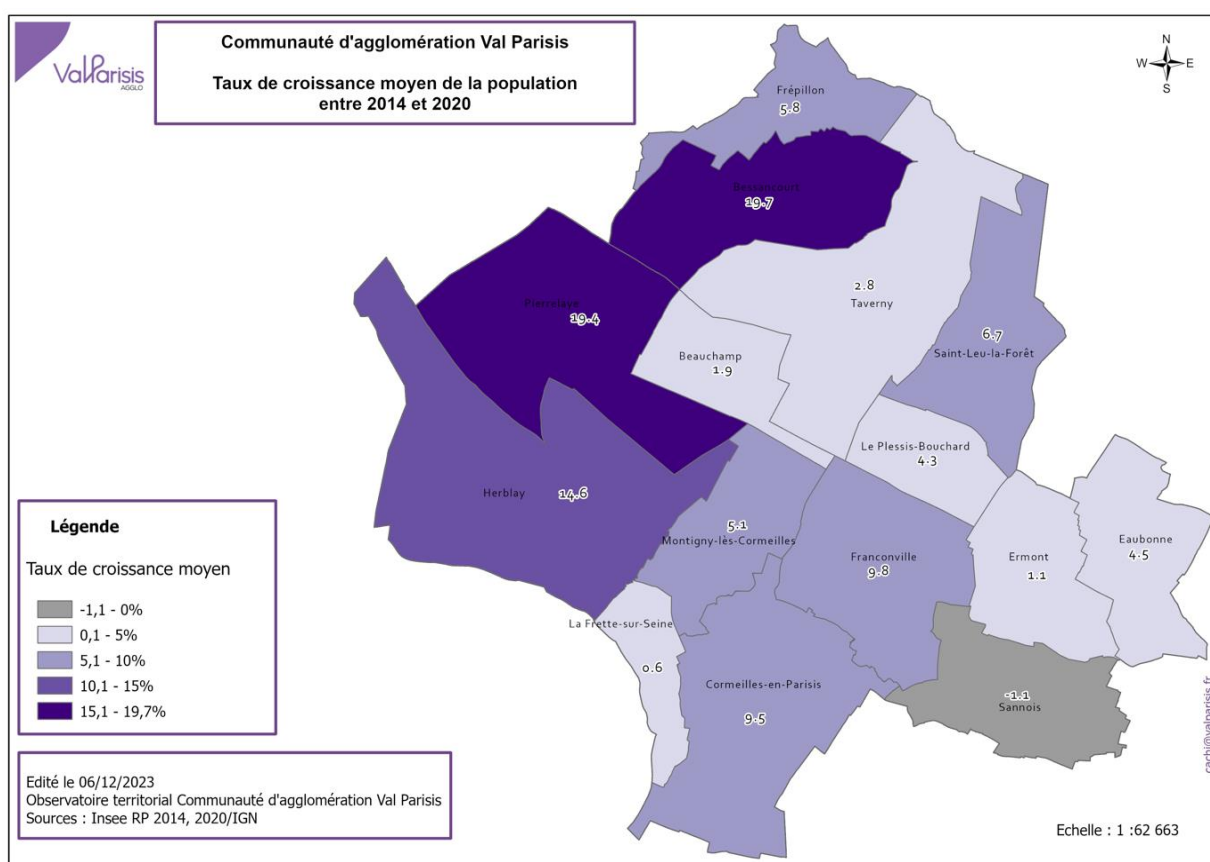 ValParisis
AGGLO
Communauté d'agglomération Val Parisis
Taux de croissance moyen de la population
entre 2014 et 2020
N
W E
S
Frépillon
5.8
Bessancourt
19.7
Pierrelaye
19.4
2.8
Taverny
6.7
Saint-Leu-la-Forêt
Beauchamp
1.9
Le Plessis-Bouchard
4.3
Herblay 14.6
5.1
Montigny-lès-Cormeilles
Franconville
9.8
Ermont
1.1
Eaubonne
4.5
La Frette-sur-Seine
0.6
Cormeilles-en-Parisis
9.5
-1.1
Sannois
Légende
Taux de croissance moyen
-1,1 - 0%
0,1 - 5%
5,1 - 10%
10,1 - 15%
15,1 - 19,7%
Edité le 06/12/2023
Observatoire territorial Communauté d'agglomération Val Parisis
Sources : Insee RP 2014, 2020/IGN
cachi@valparisis.fr
Echelle : 1 :62 663